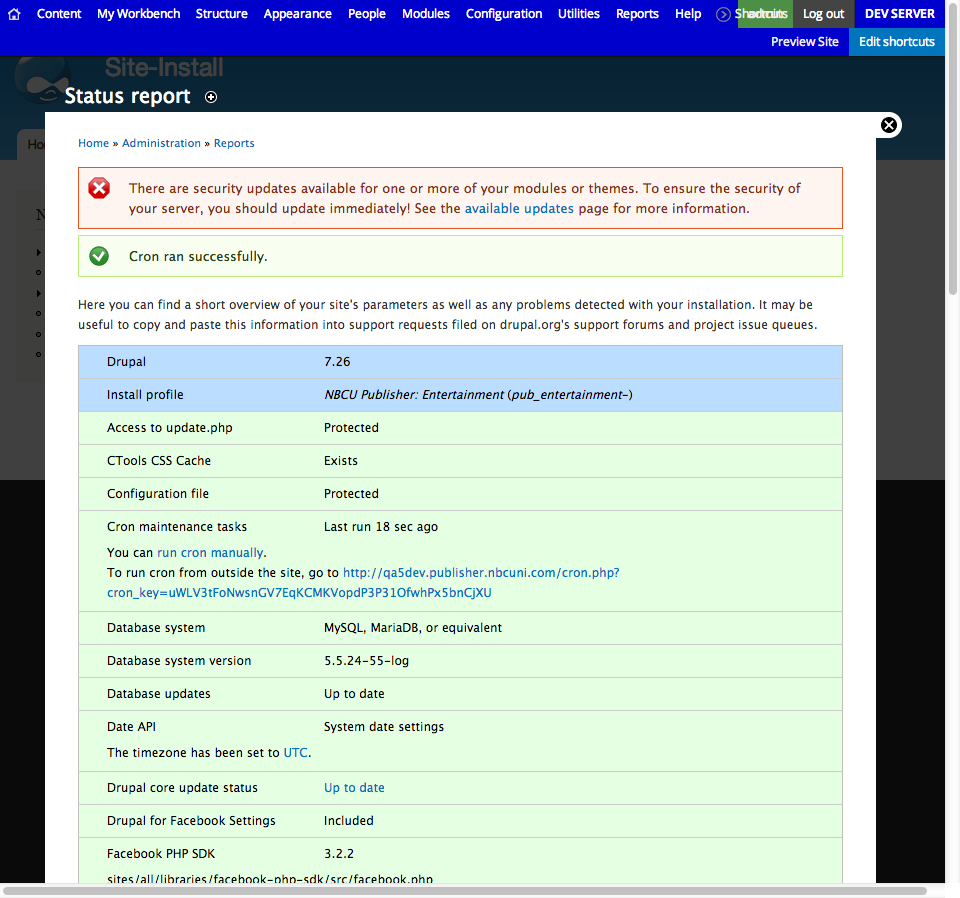 Content My Workbench Structure Appearance People Modules Configuration Utilities Reports Help Shortcuts Log out DEV SERVER
Preview Site Edit shortcuts
Site-Install
Status report
Home » Administration » Reports
There are security updates available for one or more of your modules or themes. To ensure the security of
your server, you should update immediately! See the available updates page for more information.
Cron ran successfully.
Here you can find a short overview of your site's parameters as well as any problems detected with your installation. It may be
useful to copy and paste this information into support requests filed on drupal.org's support forums and project issue queues.
Drupal 7.26
Install profile NBCU Publisher: Entertainment (pub_entertainment-)
Access to update.php Protected
CTools CSS Cache Exists
Configuration file Protected
Cron maintenance tasks Last run 18 sec ago
You can run cron manually.
To run cron from outside the site, go to http://qa5dev.publisher.nbcuni.com/cron.php?
cron_key=uWLV3tFoNwsnGV7EqKCMKVopdP3P31OfwhPx5bnCjXU
Database system MySQL, MariaDB, or equivalent
Database system version 5.5.24-55-log
Database updates Up to date
Date API System date settings
The timezone has been set to UTC.
Drupal core update status Up to date
Drupal for Facebook Settings Included
Facebook PHP SDK 3.2.2
sites/all/libraries/facebook-php-sdk/src/facebook.php